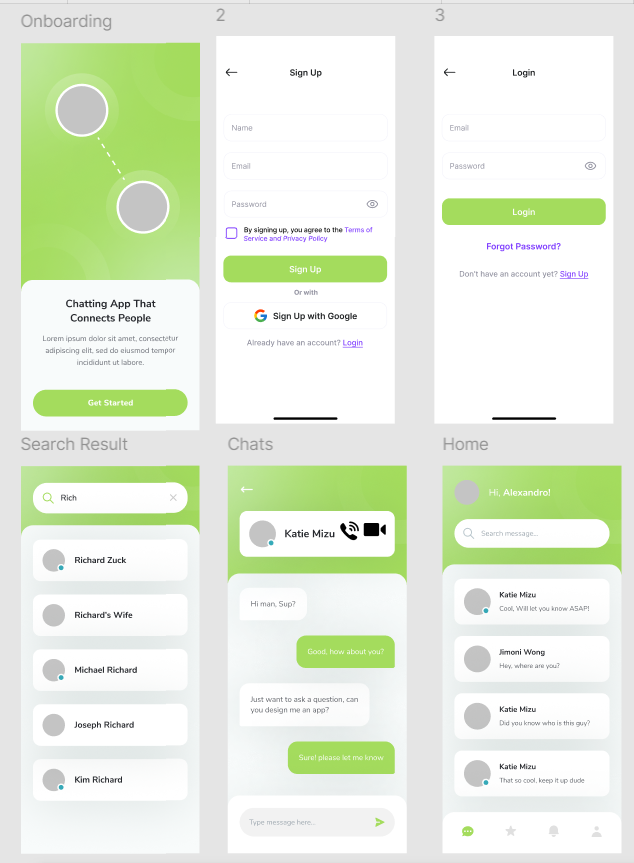 Onboarding
Chatting App That
Connects People
Lorem ipsum dolor sit amet, consectetur
adipiscing elit, sed do eiusmod tempor
incididunt ut labore.
Get Started
2
Sign Up
Name
Email
Password
By signing up, you agree to the Terms of
Service and Privacy Policy
Sign Up
Or with
Sign Up with Google
Already have an account? Login
3
Login
Email
Password
Login
Forgot Password?
Don't have an account yet? Sign Up
Search Result
Rich
Richard Zuck
Richard's Wife
Michael Richard
Joseph Richard
Kim Richard
Chats
Katie Mizu
Hi man, Sup?
Good, how about you?
Just want to ask a question, can
you design me an app?
Sure! please let me know
Type message here...
Home
Hi, Alexandro!
Search message...
Katie Mizu
Cool, Will let you know ASAP!
Jimoni Wong
Hey, where are you?
Katie Mizu
Did you know who is this guy?
Katie Mizu
That so cool, keep it up dude